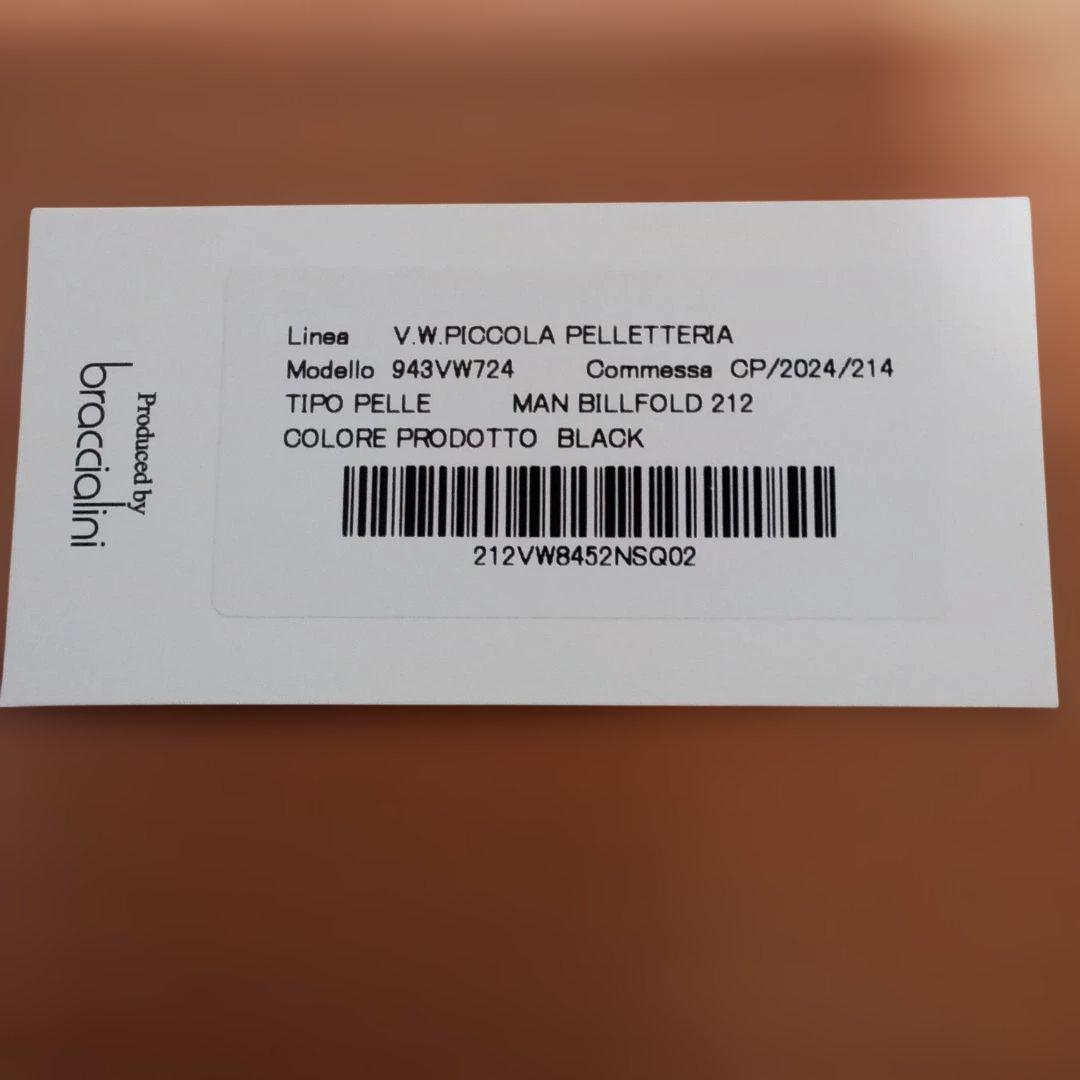 Linea V.W.PICCOLA PELLETTERIA
Modello 943VW724 Commessa CP/2024/214
TIPO PELLE MAN BILLFOLD 212
COLORE PRODOTTO BLACK
212VW8452NSQ02
Produced by
braccialini